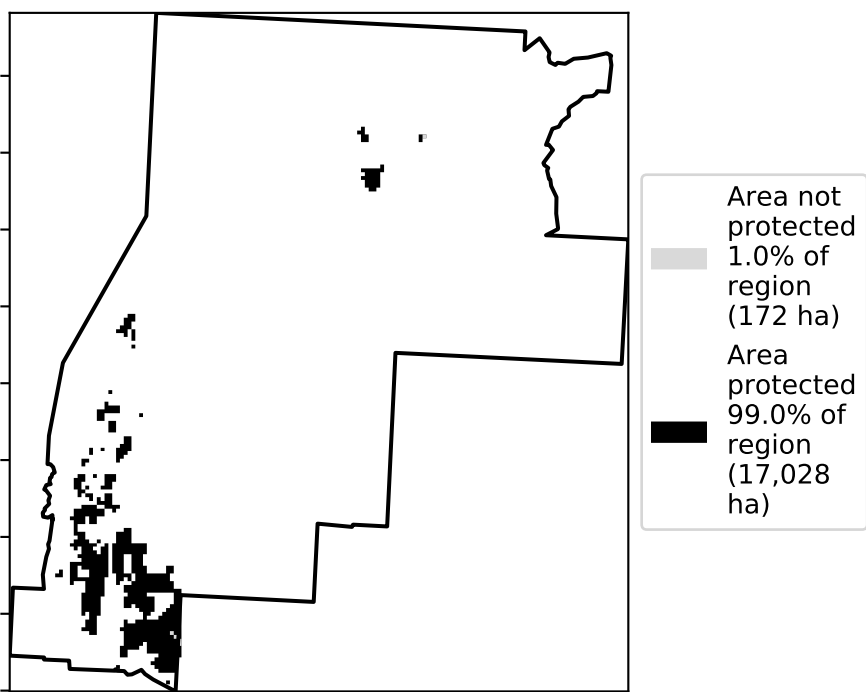 Area not
protected
1.0% of
region
(172 ha)
Area
protected
99.0% of
region
(17,028
ha)